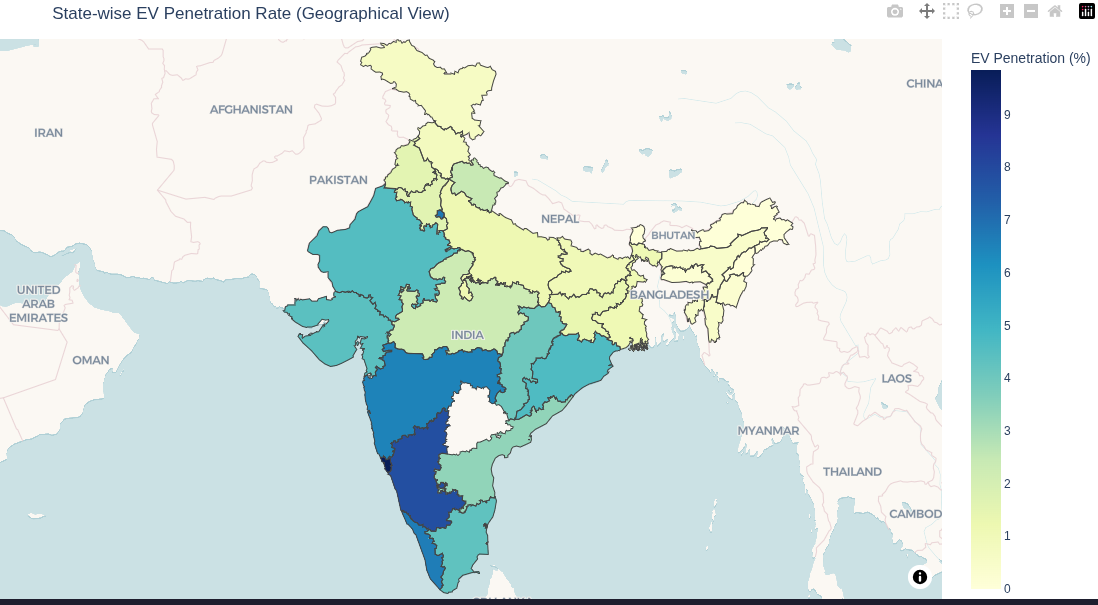 State-wise EV Penetration Rate (Geographical View)
EV Penetration (%)
CHINA
AFGHANISTAN
IRAN
PAKISTAN
NEPAL
BHUTAN
UNITED
ARAB
EMIRATES
BANGLADESH
INDIA
OMAN
LAOS
MYANMAR
THAILAND
CAMBOD
9
8
7
6
5
4
3
2
1
0